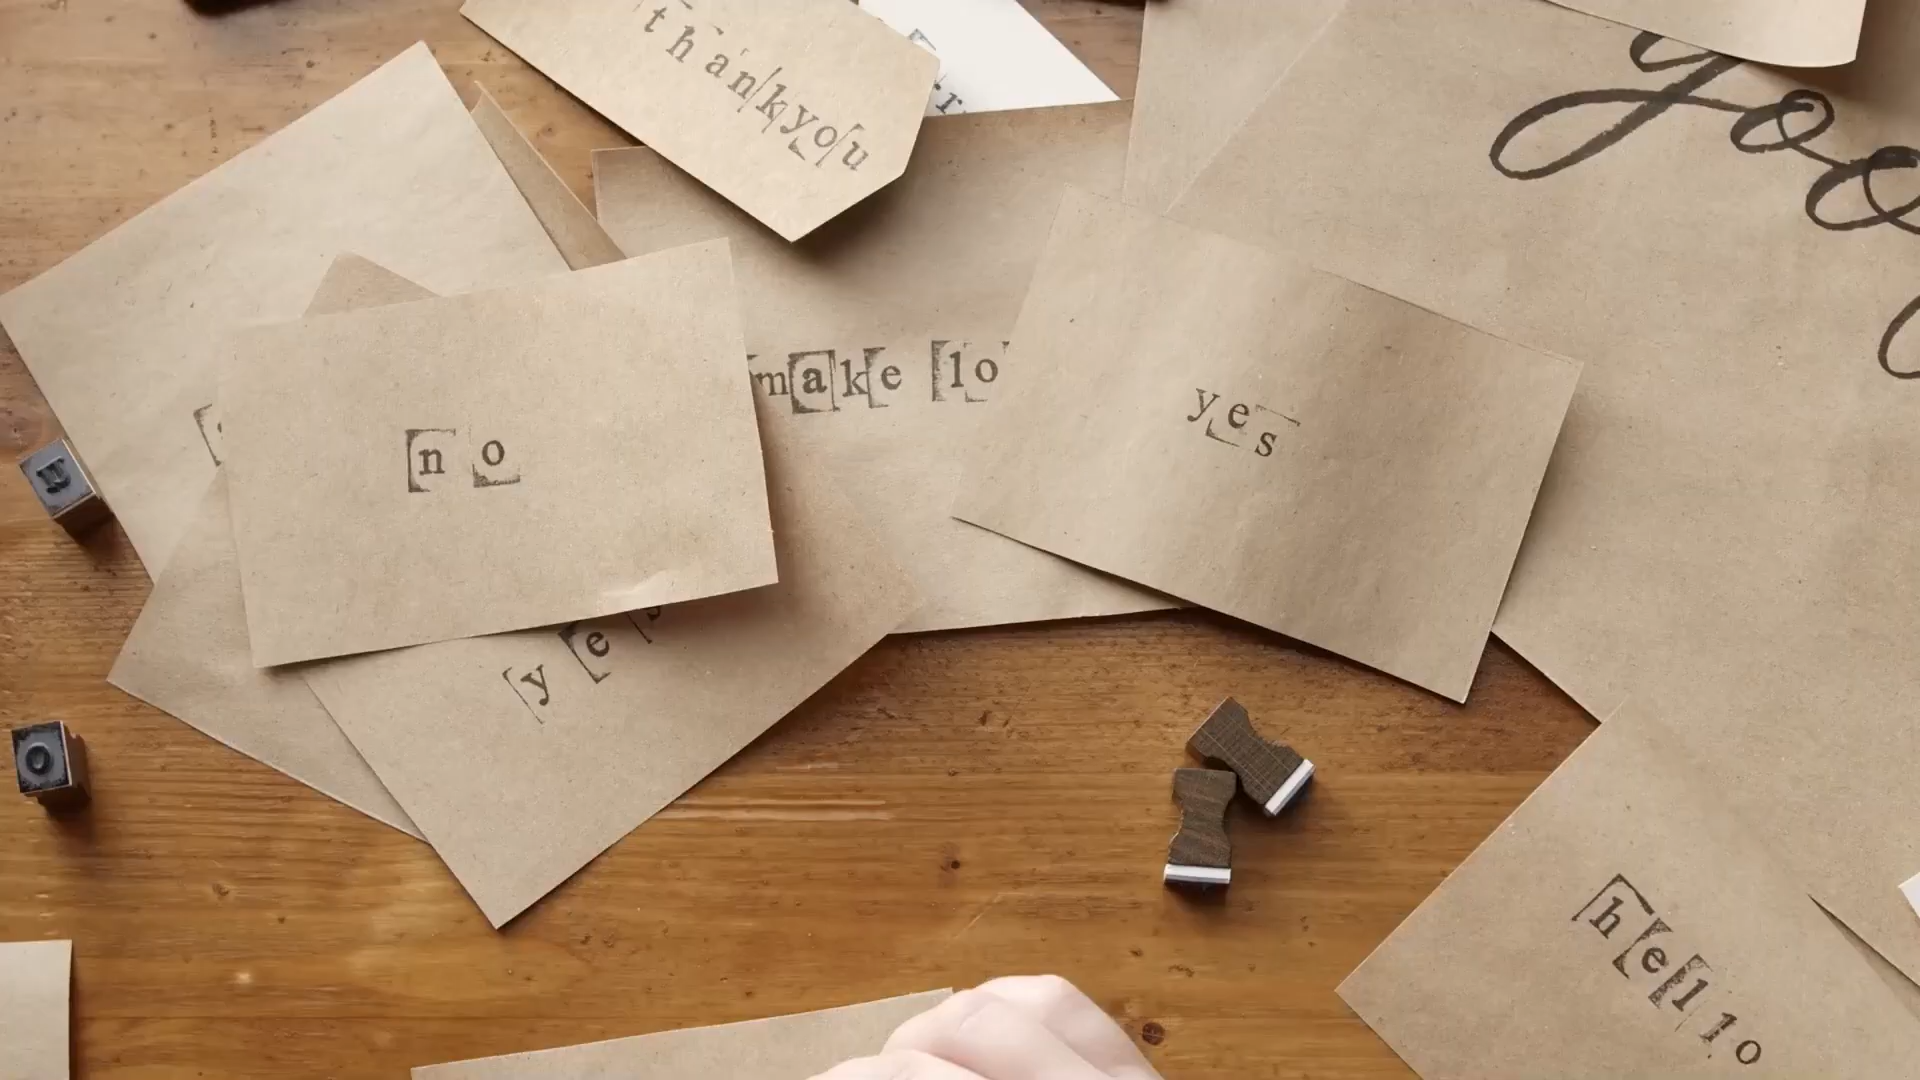 thankyou
make lo
yes
no
yes
hello